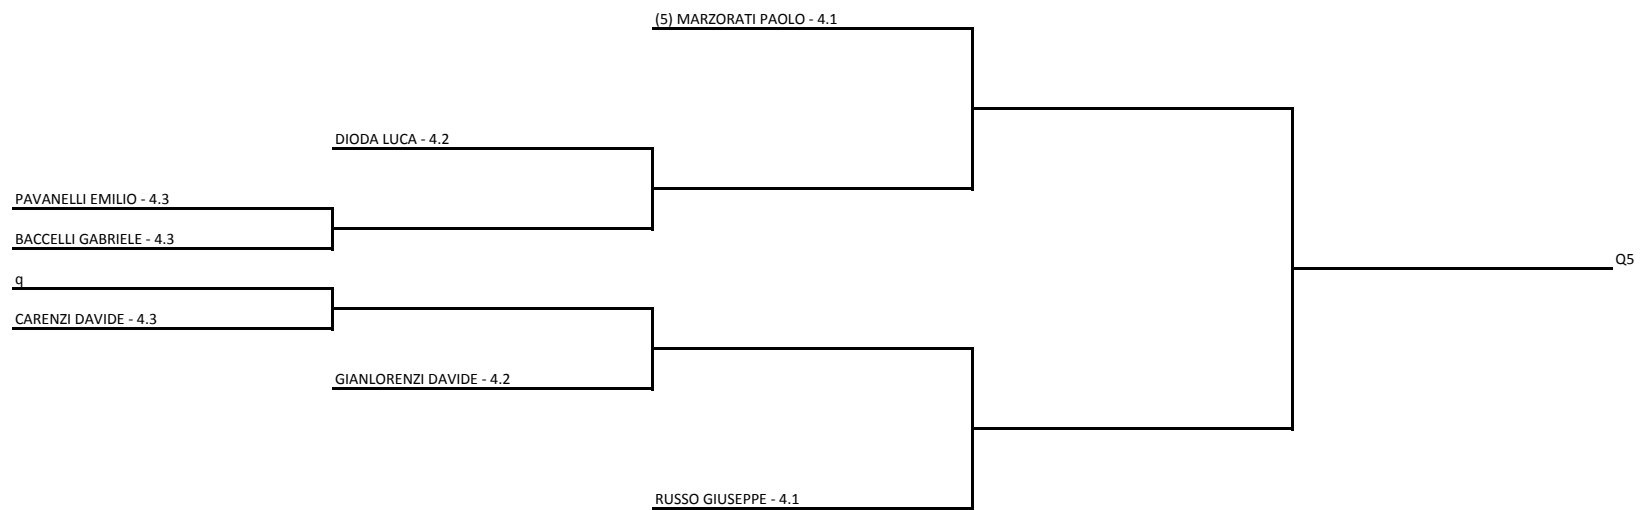 (5) MARZORATI PAOLO - 4.1
DIODA LUCA - 4.2
PAVANELLI EMILIO - 4.3
BACCELLI GABRIELE - 4.3
q
CARENZI DAVIDE - 4.3
GIANLORENZI DAVIDE - 4.2
RUSSO GIUSEPPE - 4.1
Q5